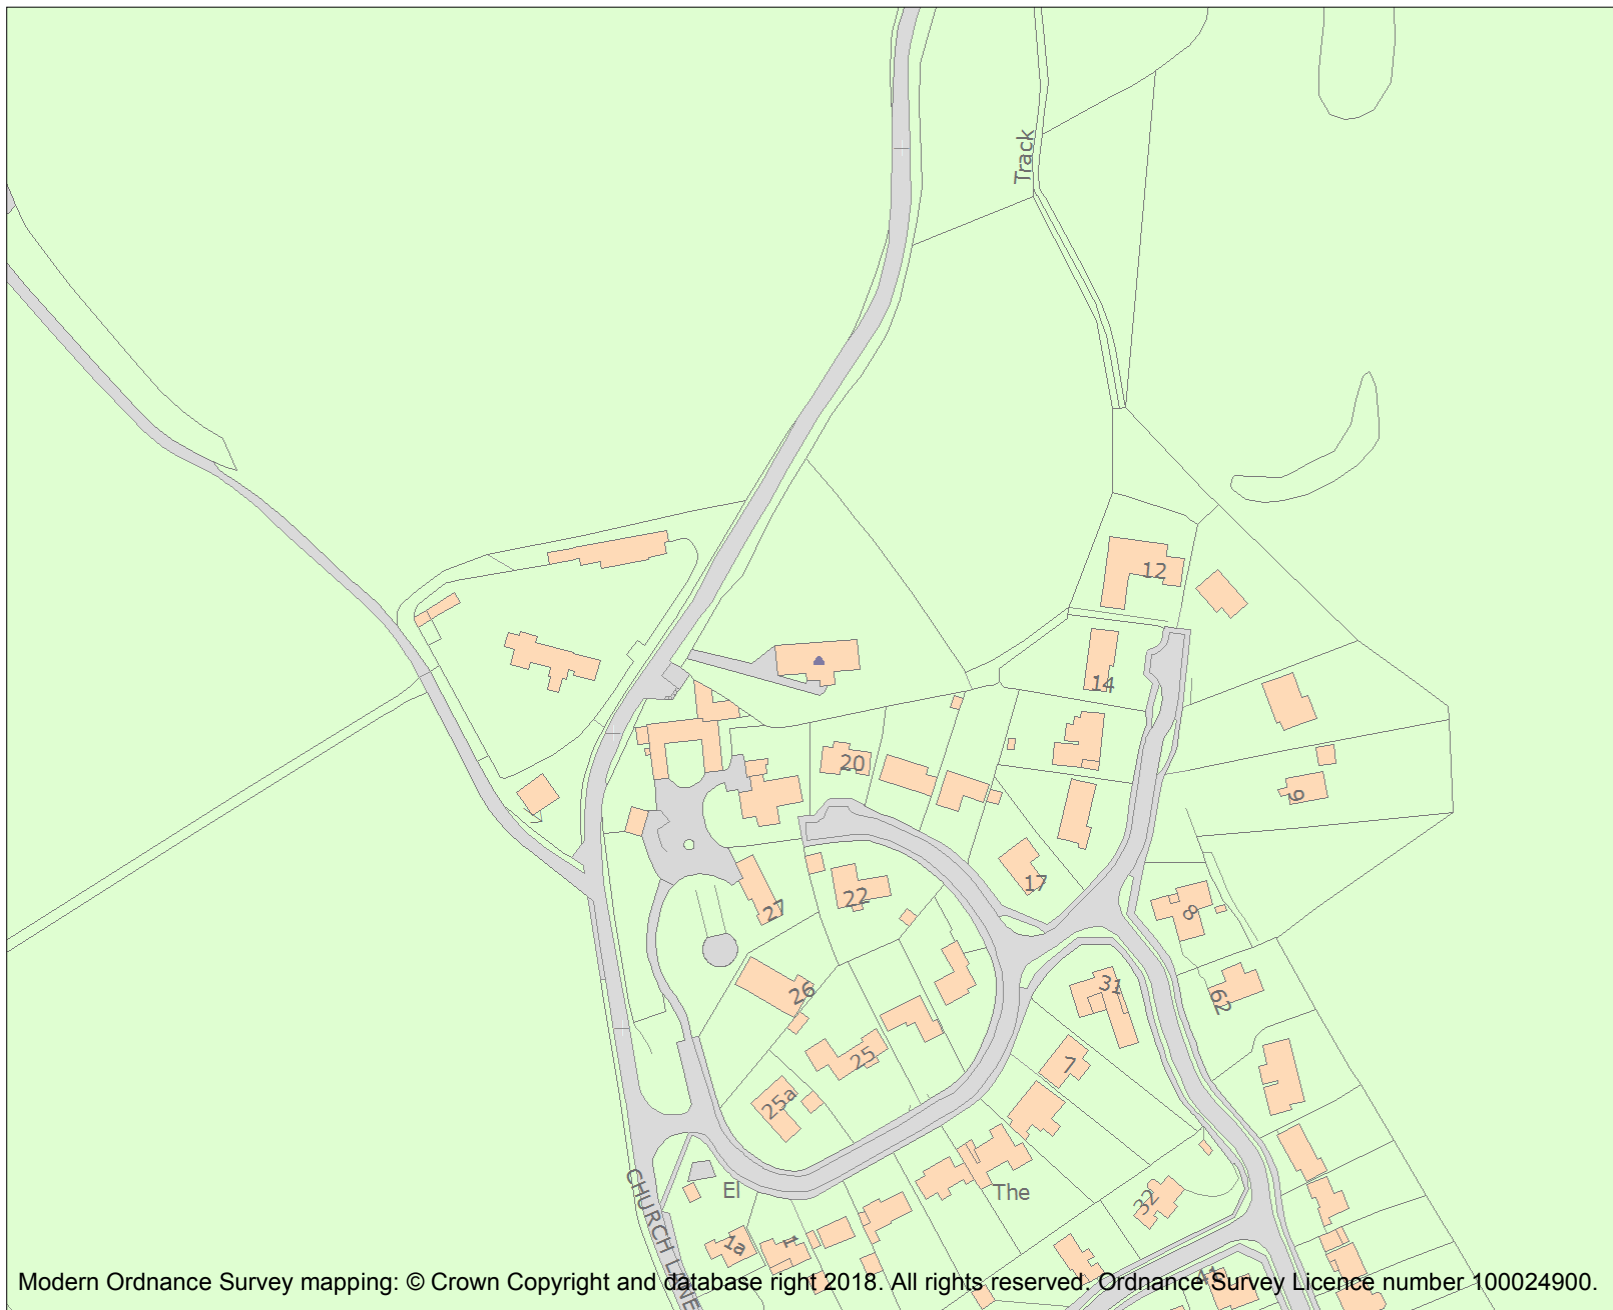 Track
12
14
20
9
17
22
27
8
26
31
62
25
7
25a
El
The
32
CHURCH LANE
1a
1
41
Modern Ordnance Survey mapping: © Crown Copyright and database right 2018. All rights reserved. Ordnance Survey Licence number 100024900.